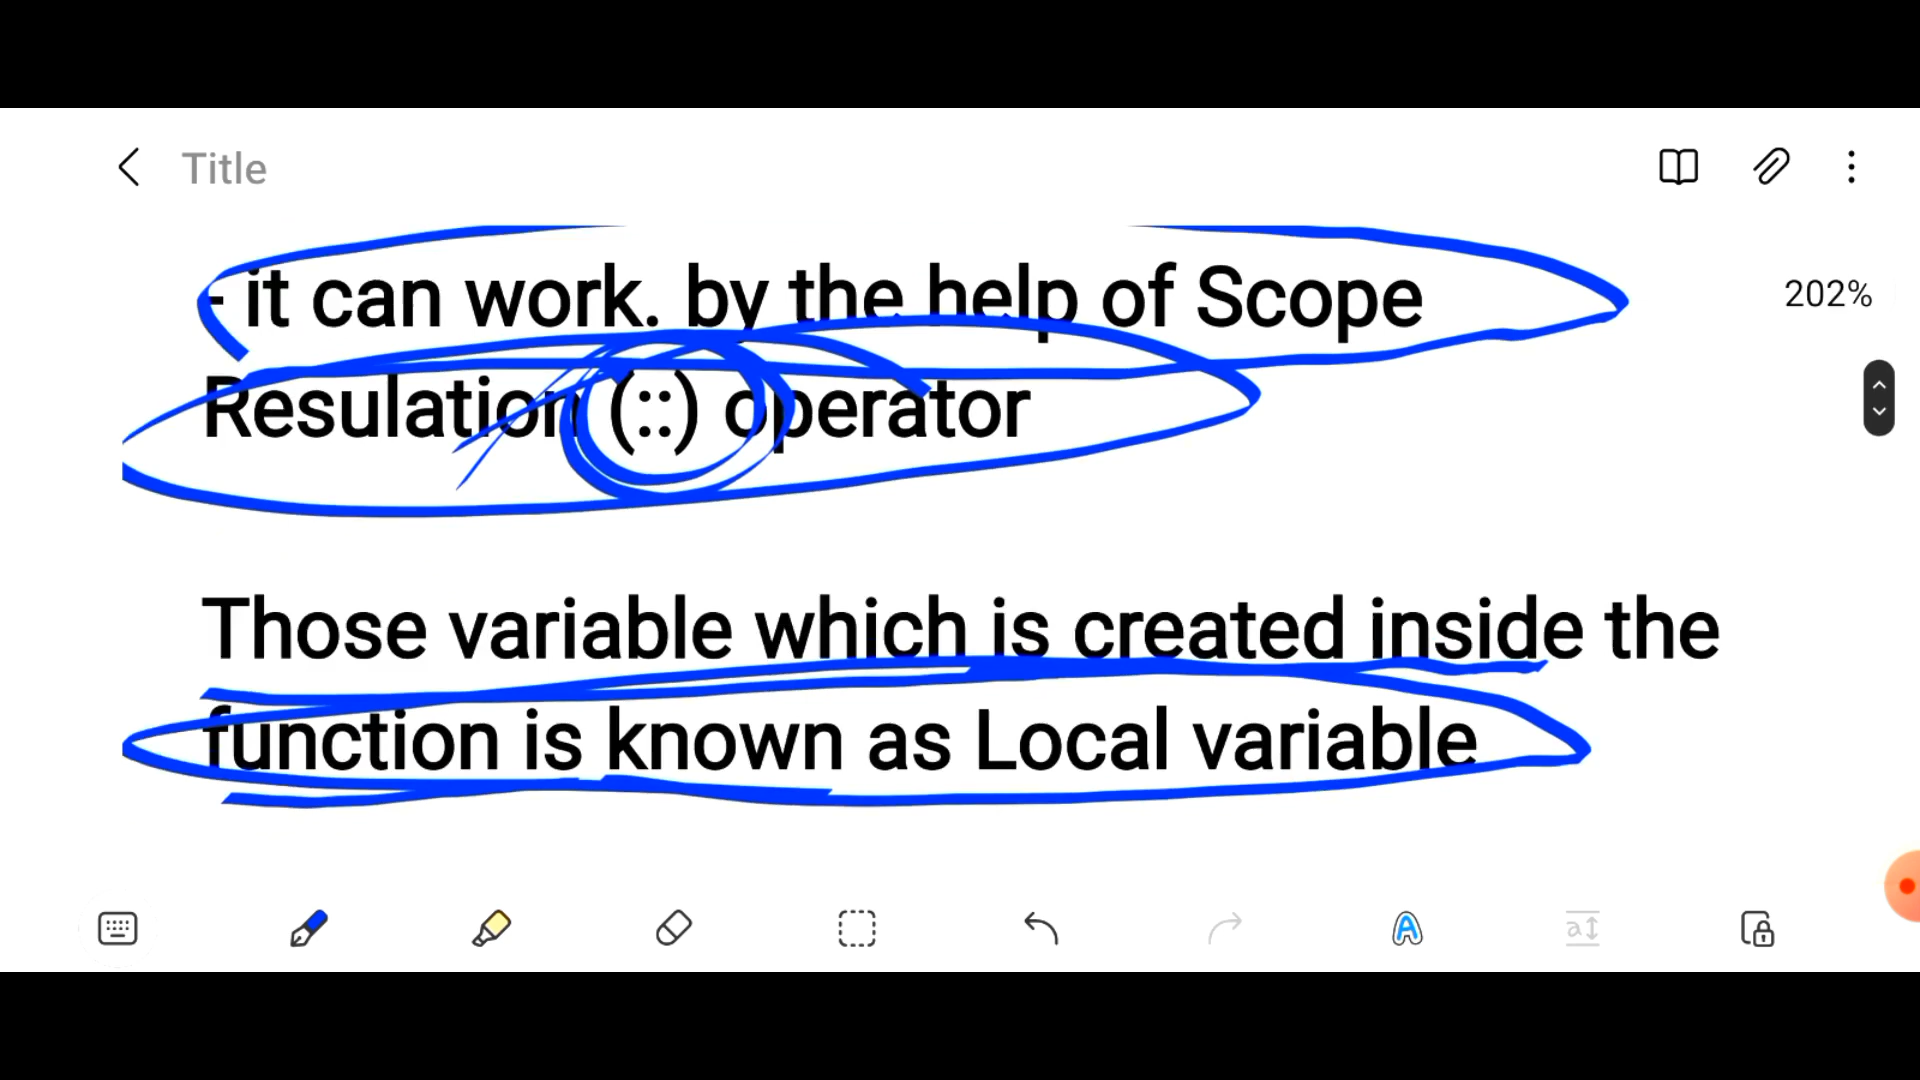 Title
- it can work. by the help of Scope
202%
Resulation (::) operator
Those variable which is created inside the
function is known as Local variable